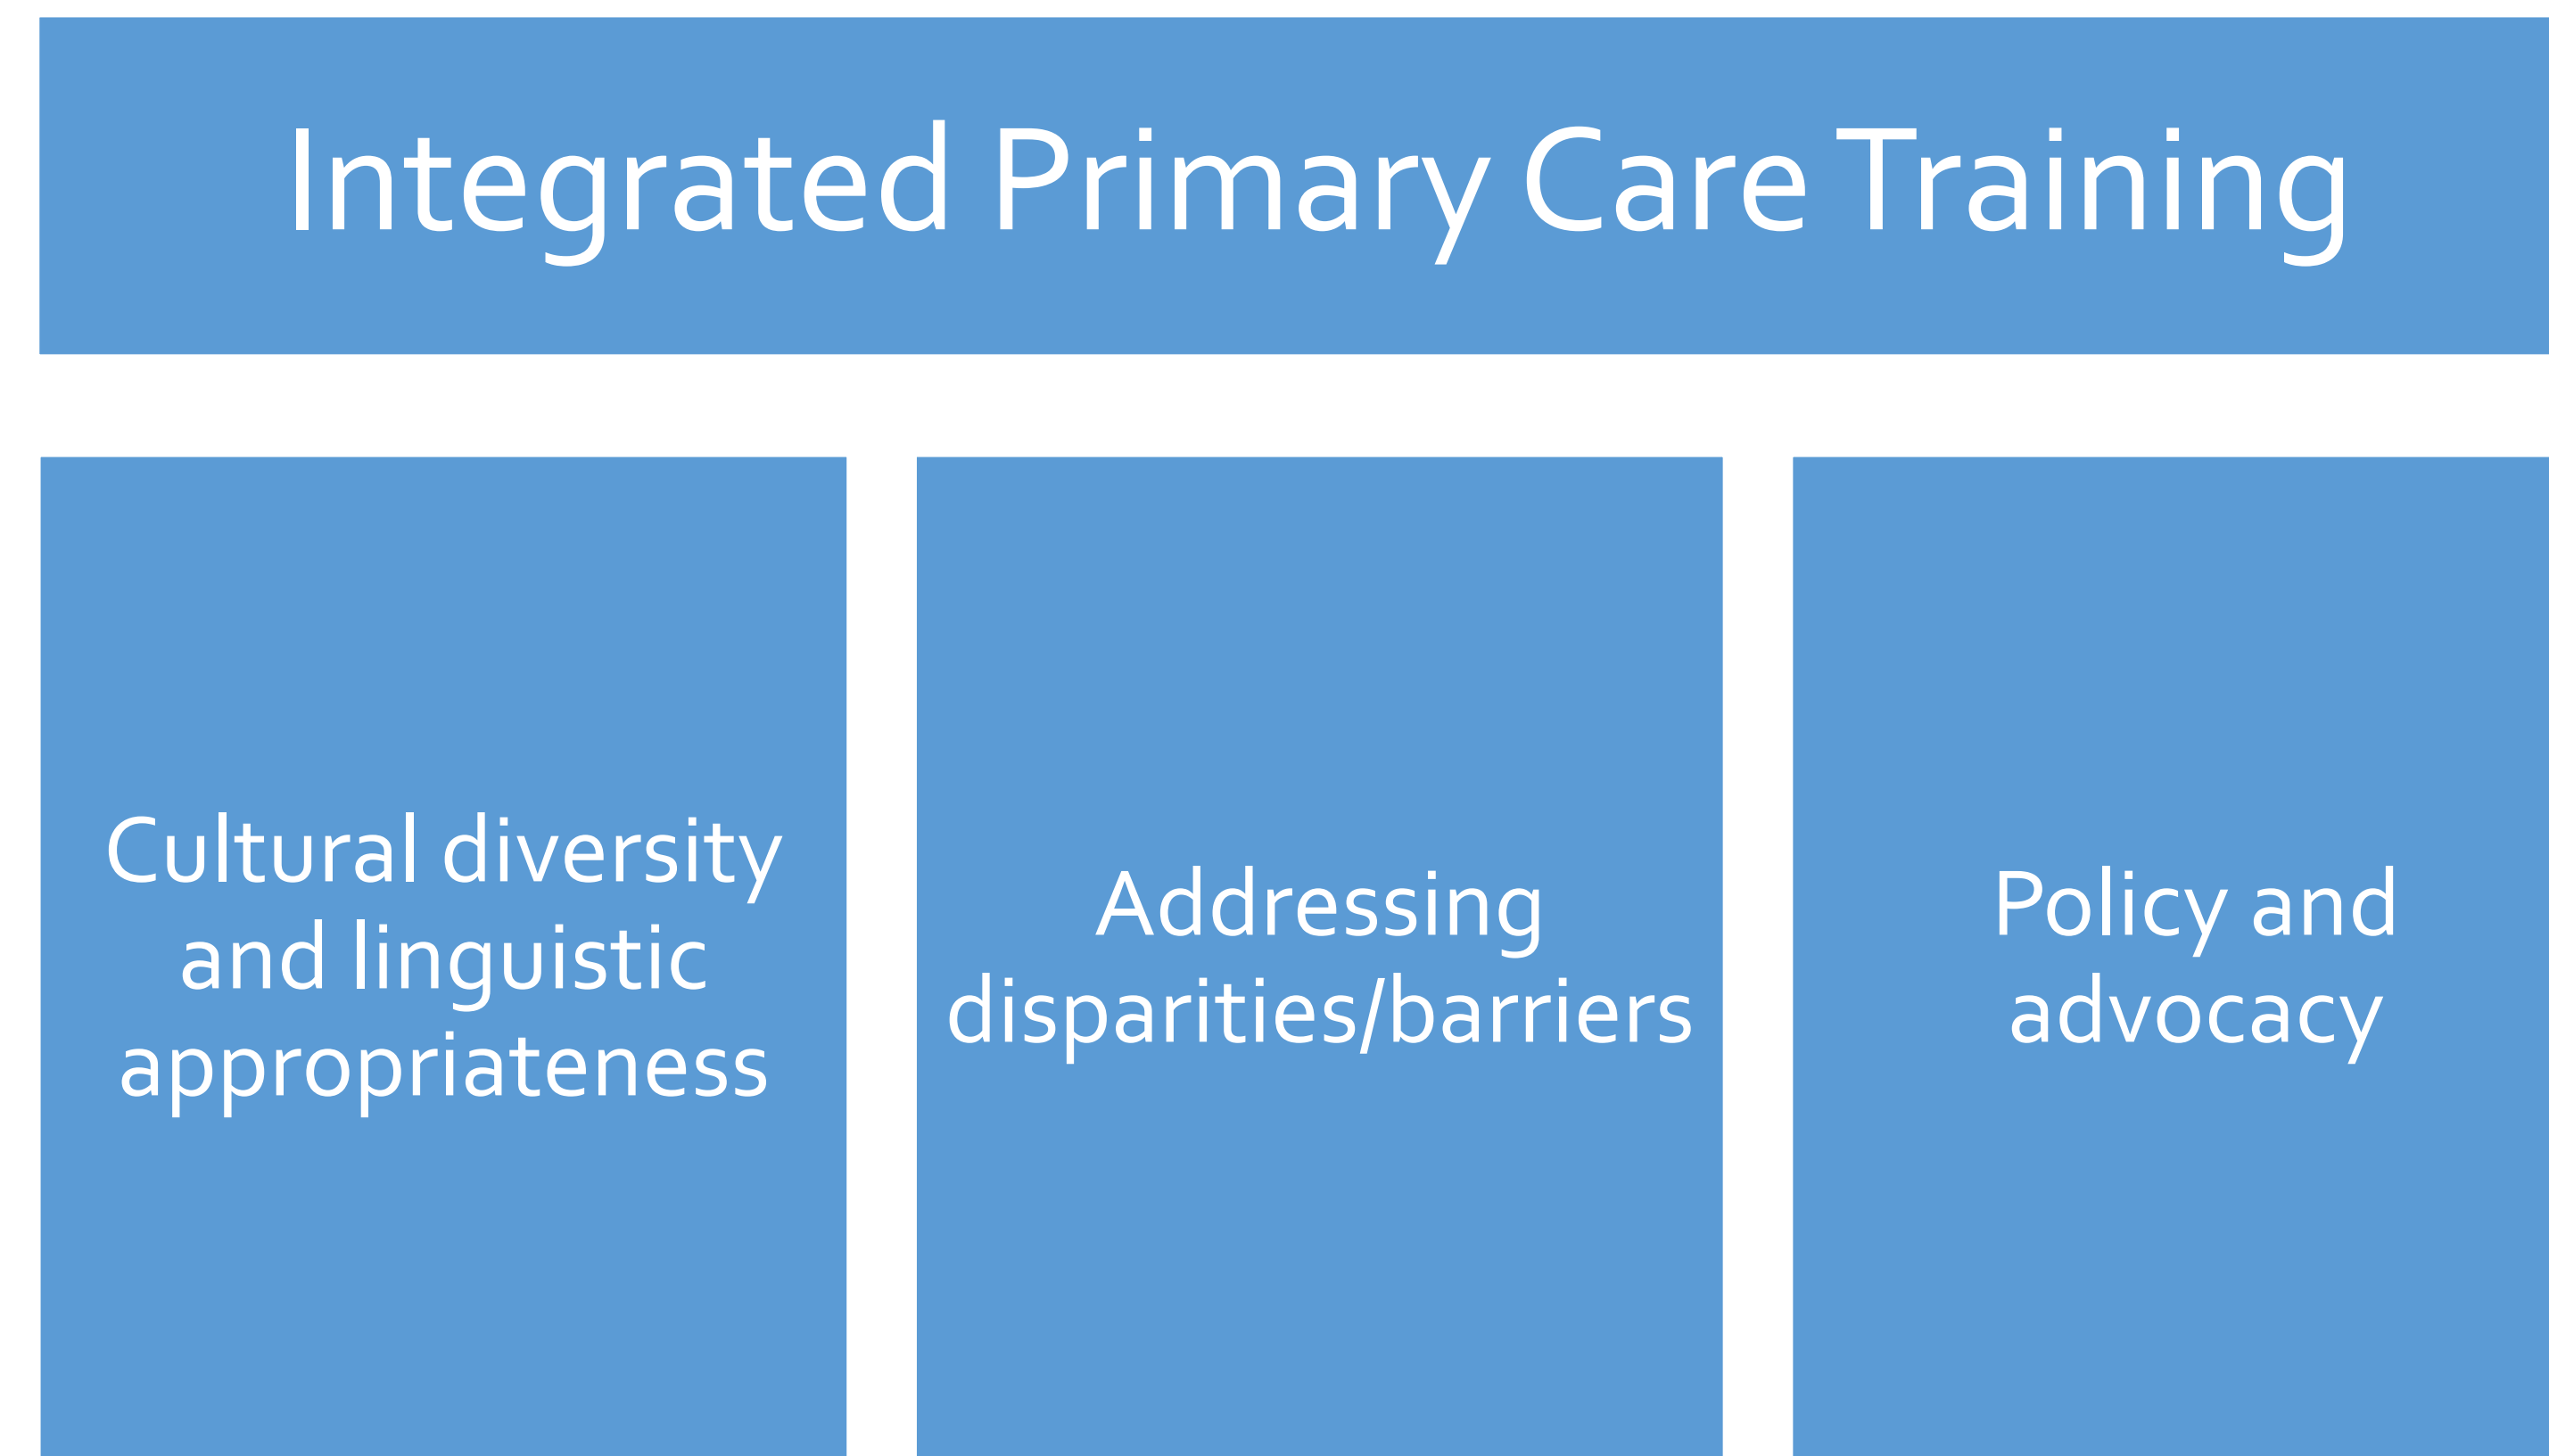 Integrated Primary Care Training
Cultural diversity
and linguistic
appropriateness
Addressing
disparities/barriers
Policy and
advocacy